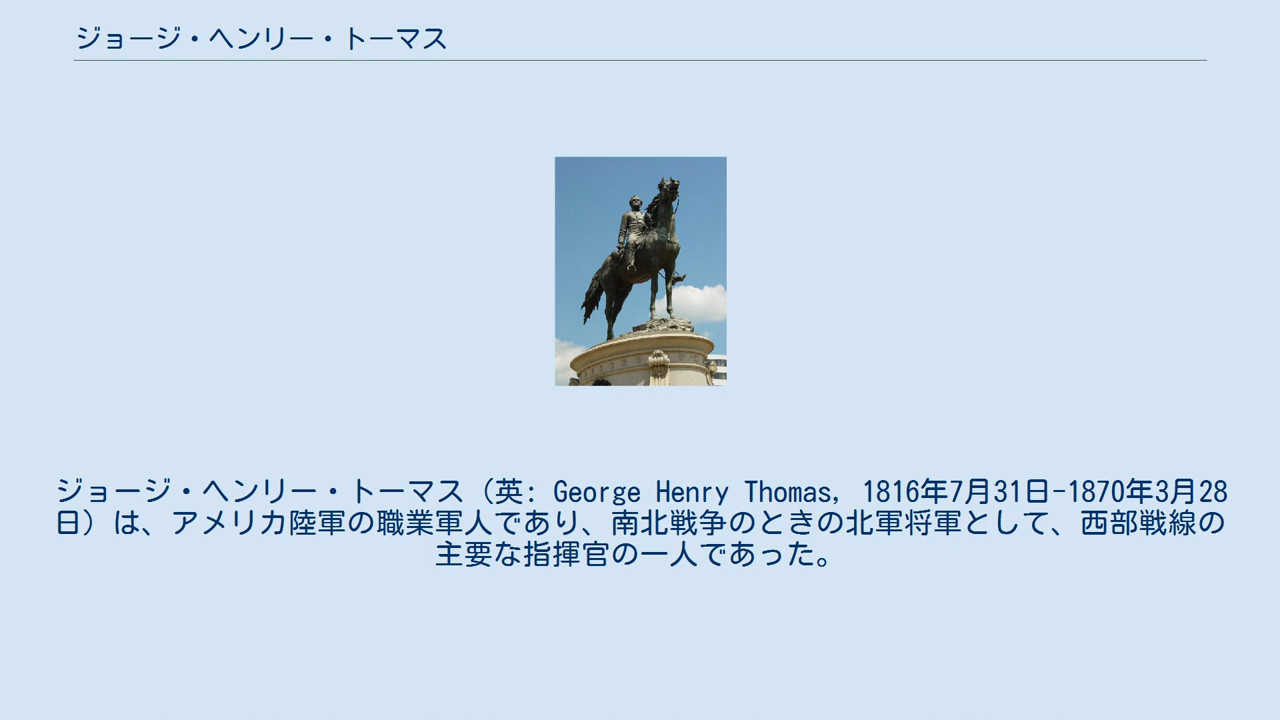 ジョージ・ヘンリー・トーマス
ジョージ・ヘンリー・トーマス（英: George Henry Thomas, 1816年7月31日-1870年3月28
日）は、アメリカ陸軍の職業軍人であり、南北戦争のときの北軍将軍として、西部戦線の
主要な指揮官の一人であった。